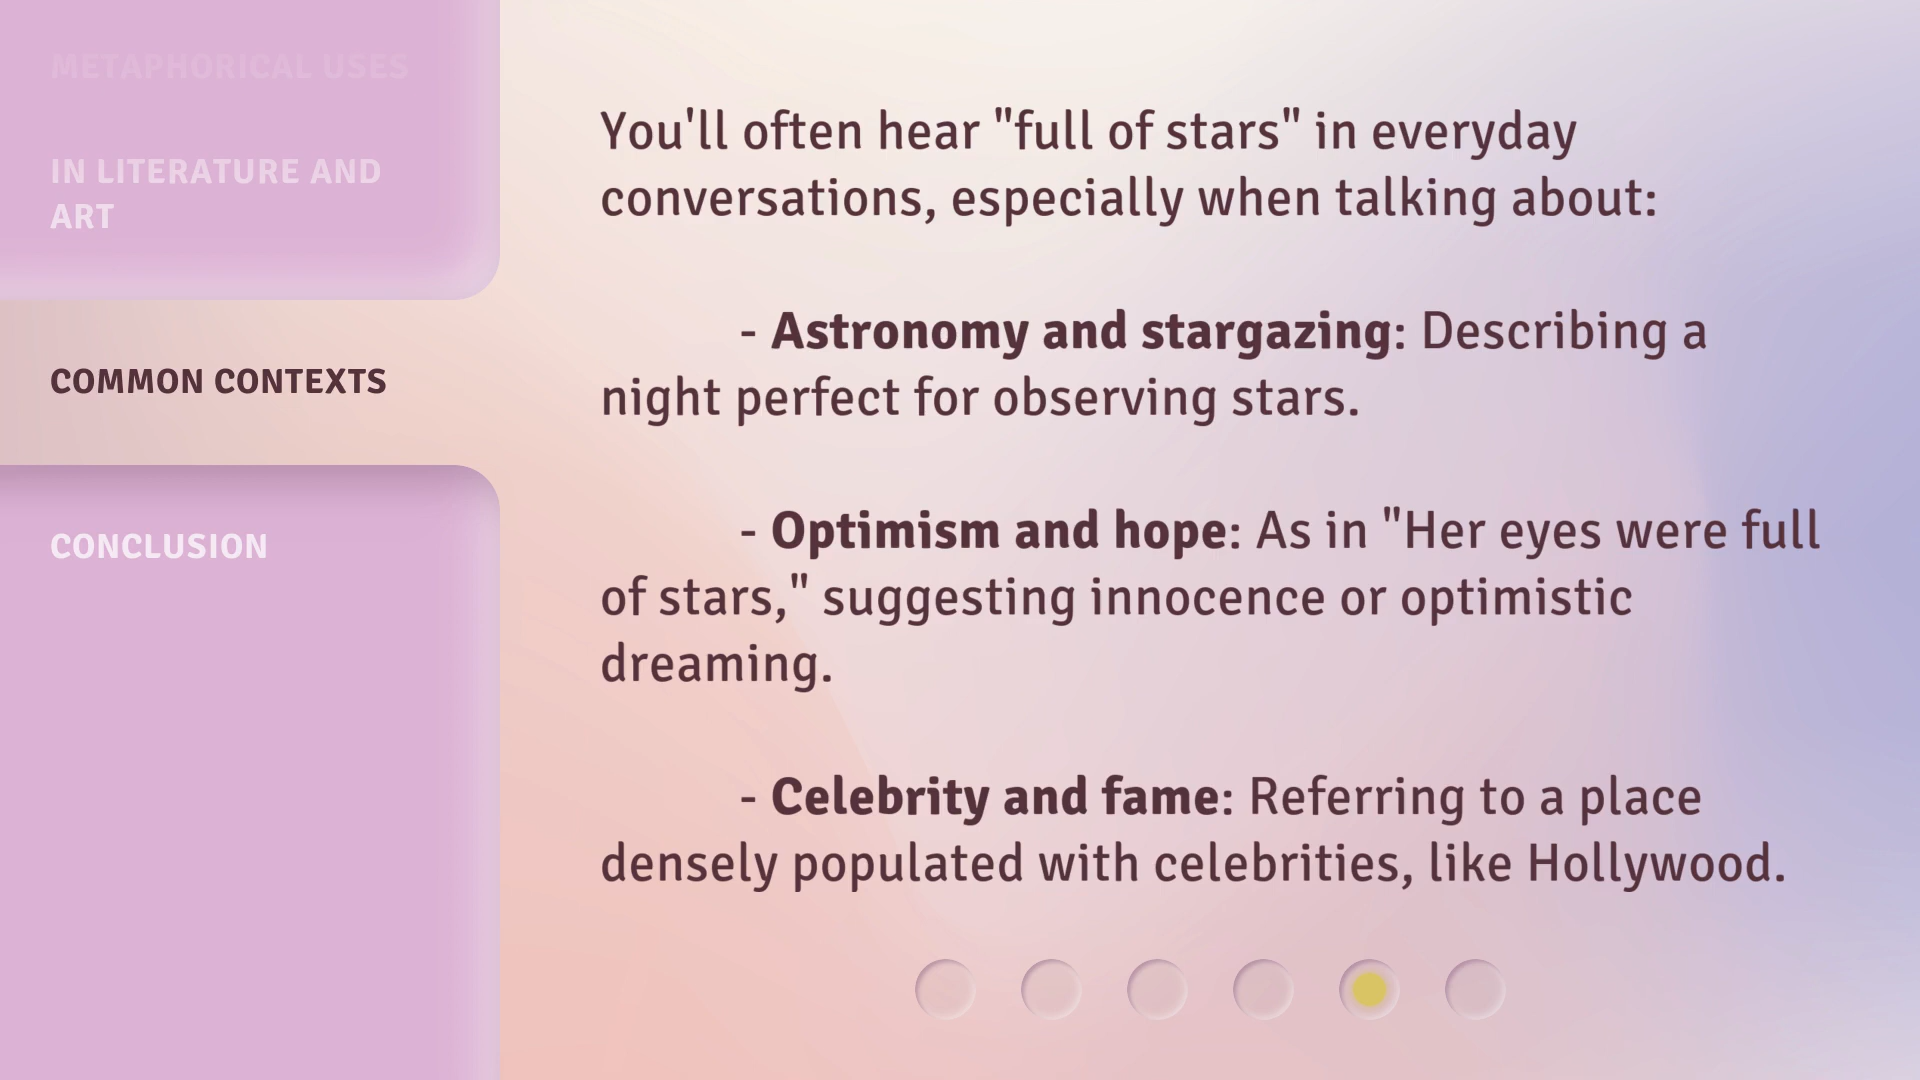 METAPHORICAL USES
IN LITERATURE AND
ART
COMMON CONTEXTS
CONCLUSION
You'll often hear "full of stars" in everyday
conversations, especially when talking about:
- Astronomy and stargazing: Describing a
night perfect for observing stars.
- Optimism and hope: As in "Her eyes were full
of stars," suggesting innocence or optimistic
dreaming.
- Celebrity and fame: Referring to a place
densely populated with celebrities, like Hollywood.